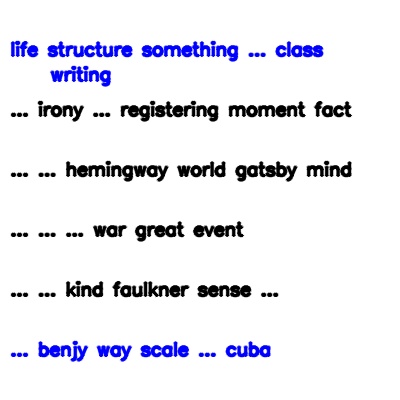 life structure something ... class
writing
... irony ... registering moment fact
... ... hemingway world gatsby mind
... ... ... war great event
... ... kind faulkner sense ...
... benjy way scale ... cuba